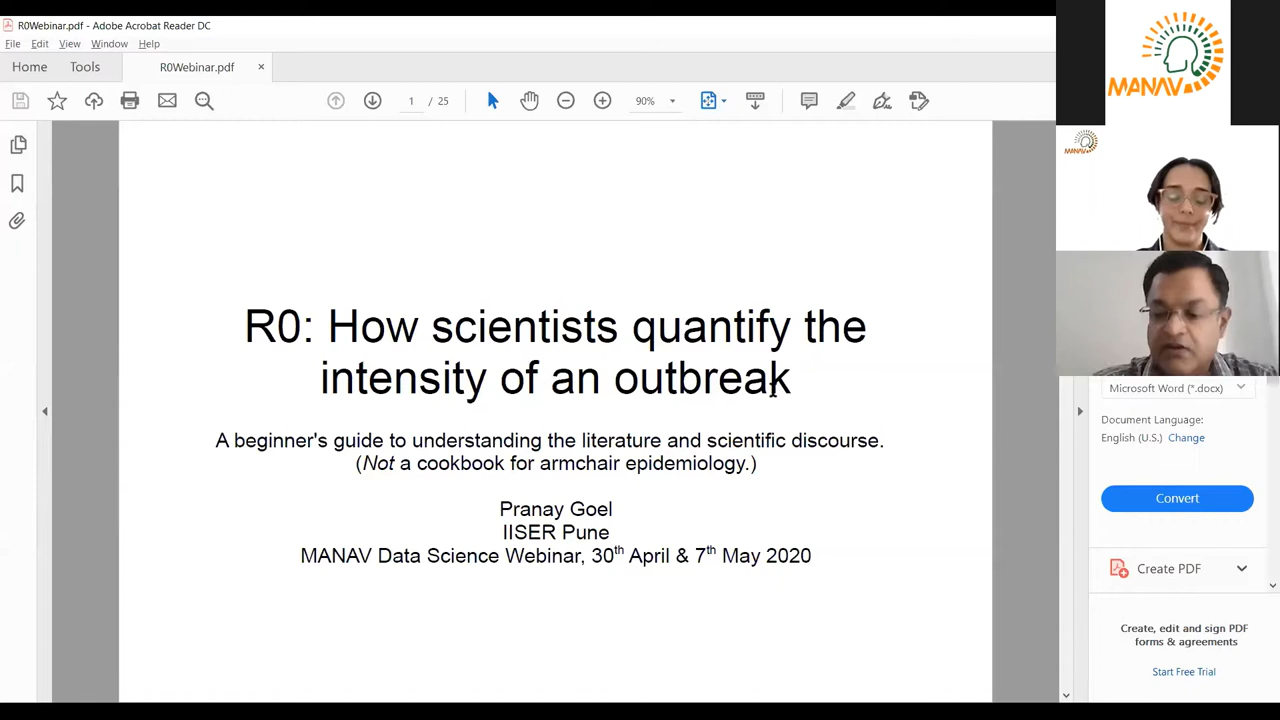 R0Webinar.pdf - Adobe Acrobat Reader DC
File Edit View Window Help
Home Tools R0Webinar.pdf ×
1 / 25 90%
R0: How scientists quantify the
intensity of an outbreak
A beginner's guide to understanding the literature and scientific discourse.
(Not a cookbook for armchair epidemiology.)
Pranay Goel
IISER Pune
MANAV Data Science Webinar, 30th April & 7th May 2020
MANAV
MANAV
Microsoft Word (*.docx)
Document Language:
English (U.S.) Change
Convert
Create PDF
Create, edit and sign PDF
forms & agreements
Start Free Trial